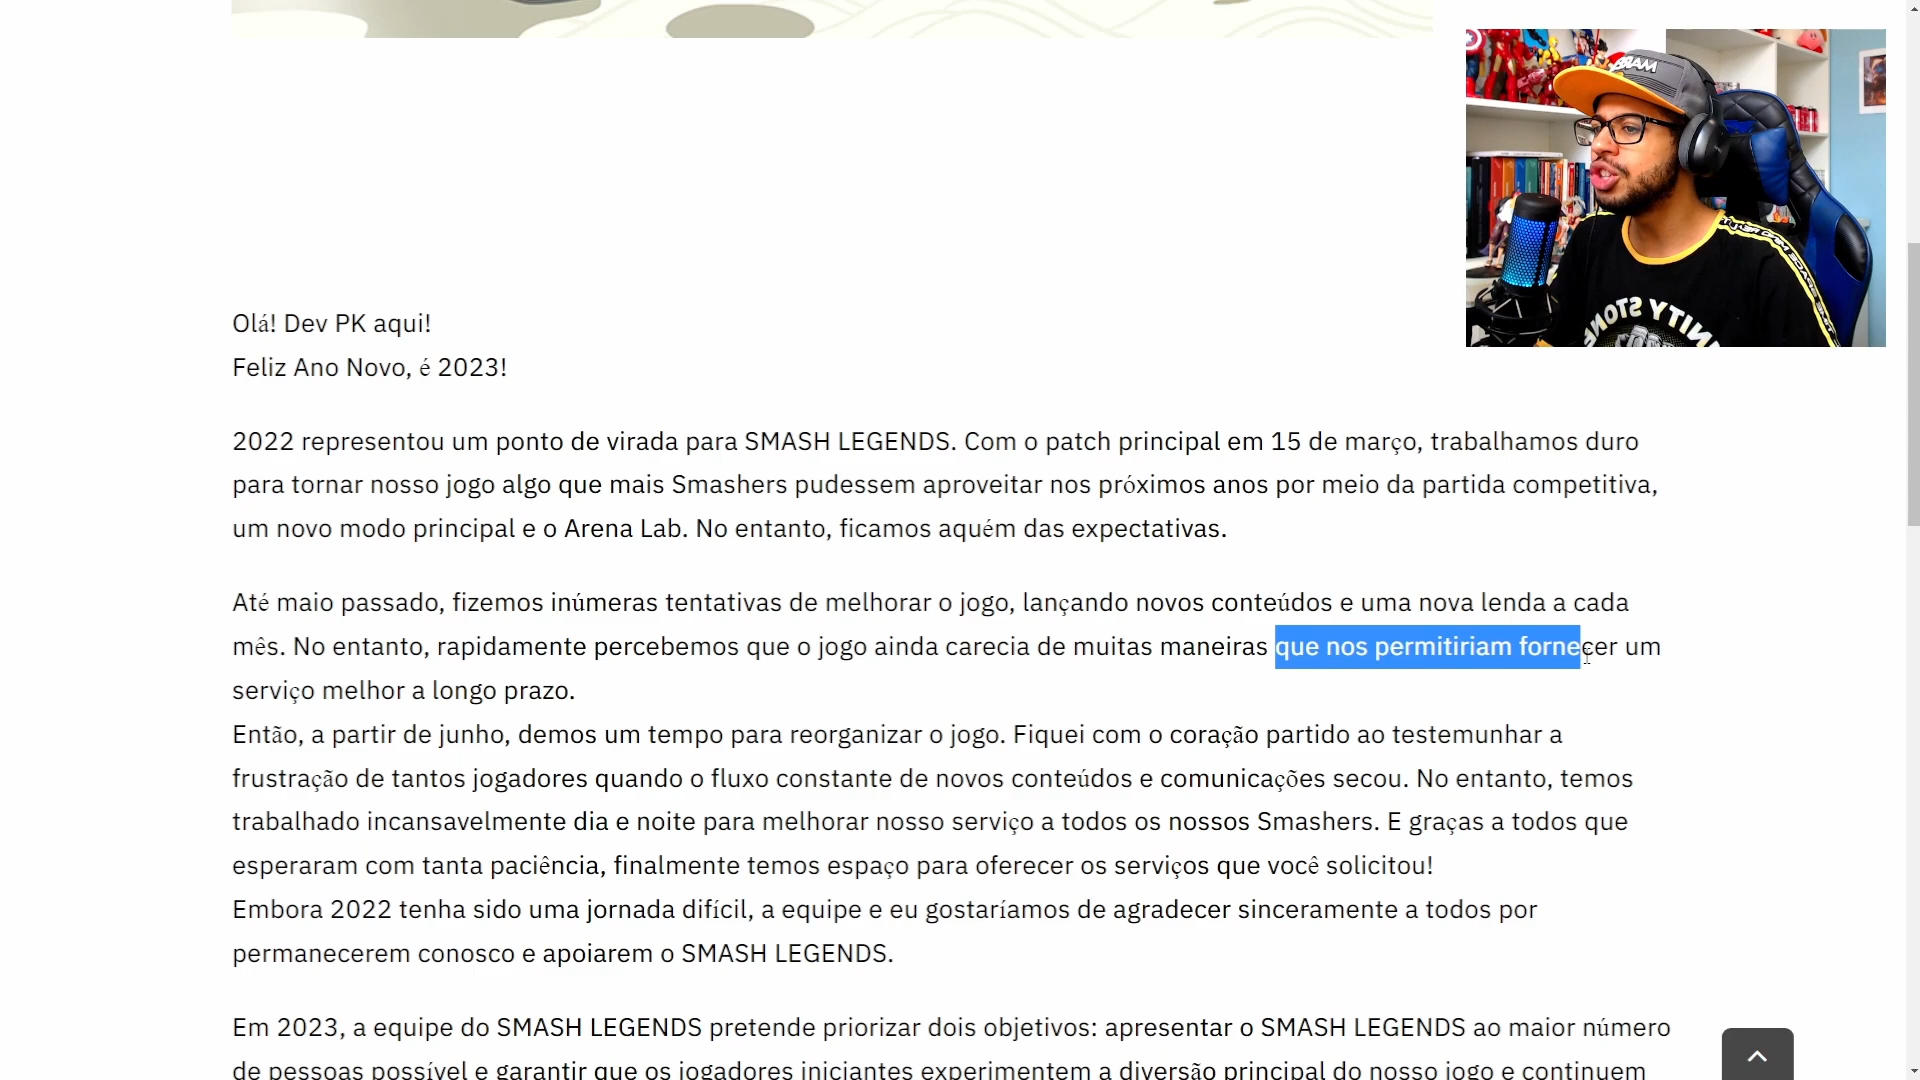 Olá! Dev PK aqui!
Feliz Ano Novo, é 2023!
2022 representou um ponto de virada para SMASH LEGENDS. Com o patch principal em 15 de março, trabalhamos duro
para tornar nosso jogo algo que mais Smashers pudessem aproveitar nos próximos anos por meio da partida competitiva,
um novo modo principal e o Arena Lab. No entanto, ficamos aquém das expectativas.
Até maio passado, fizemos inúmeras tentativas de melhorar o jogo, lançando novos conteúdos e uma nova lenda a cada
mês. No entanto, rapidamente percebemos que o jogo ainda carecia de muitas maneiras que nos permitiriam fornecer um
serviço melhor a longo prazo.
Então, a partir de junho, demos um tempo para reorganizar o jogo. Fiquei com o coração partido ao testemunhar a
frustração de tantos jogadores quando o fluxo constante de novos conteúdos e comunicações secou. No entanto, temos
trabalhado incansavelmente dia e noite para melhorar nosso serviço a todos os nossos Smashers. E graças a todos que
esperaram com tanta paciência, finalmente temos espaço para oferecer os serviços que você solicitou!
Embora 2022 tenha sido uma jornada difícil, a equipe e eu gostaríamos de agradecer sinceramente a todos por
permanecerem conosco e apoiarem o SMASH LEGENDS.
Em 2023, a equipe do SMASH LEGENDS pretende priorizar dois objetivos: apresentar o SMASH LEGENDS ao maior número
de pessoas possível e garantir que os jogadores iniciantes experimentem a diversão principal do nosso jogo e continuem